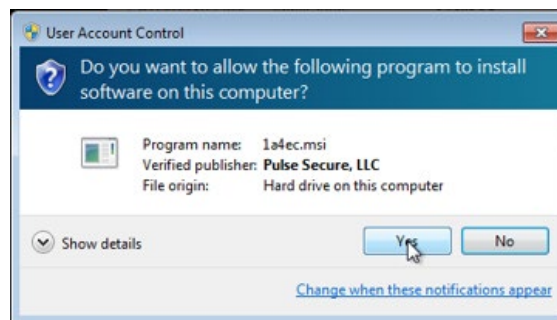 User Account Control
Do you want to allow the following program to install
software on this computer?
Program name: 1a4ec.msi
Verified publisher: Pulse Secure, LLC
File origin: Hard drive on this computer
Show details
Yes No
Change when these notifications appear